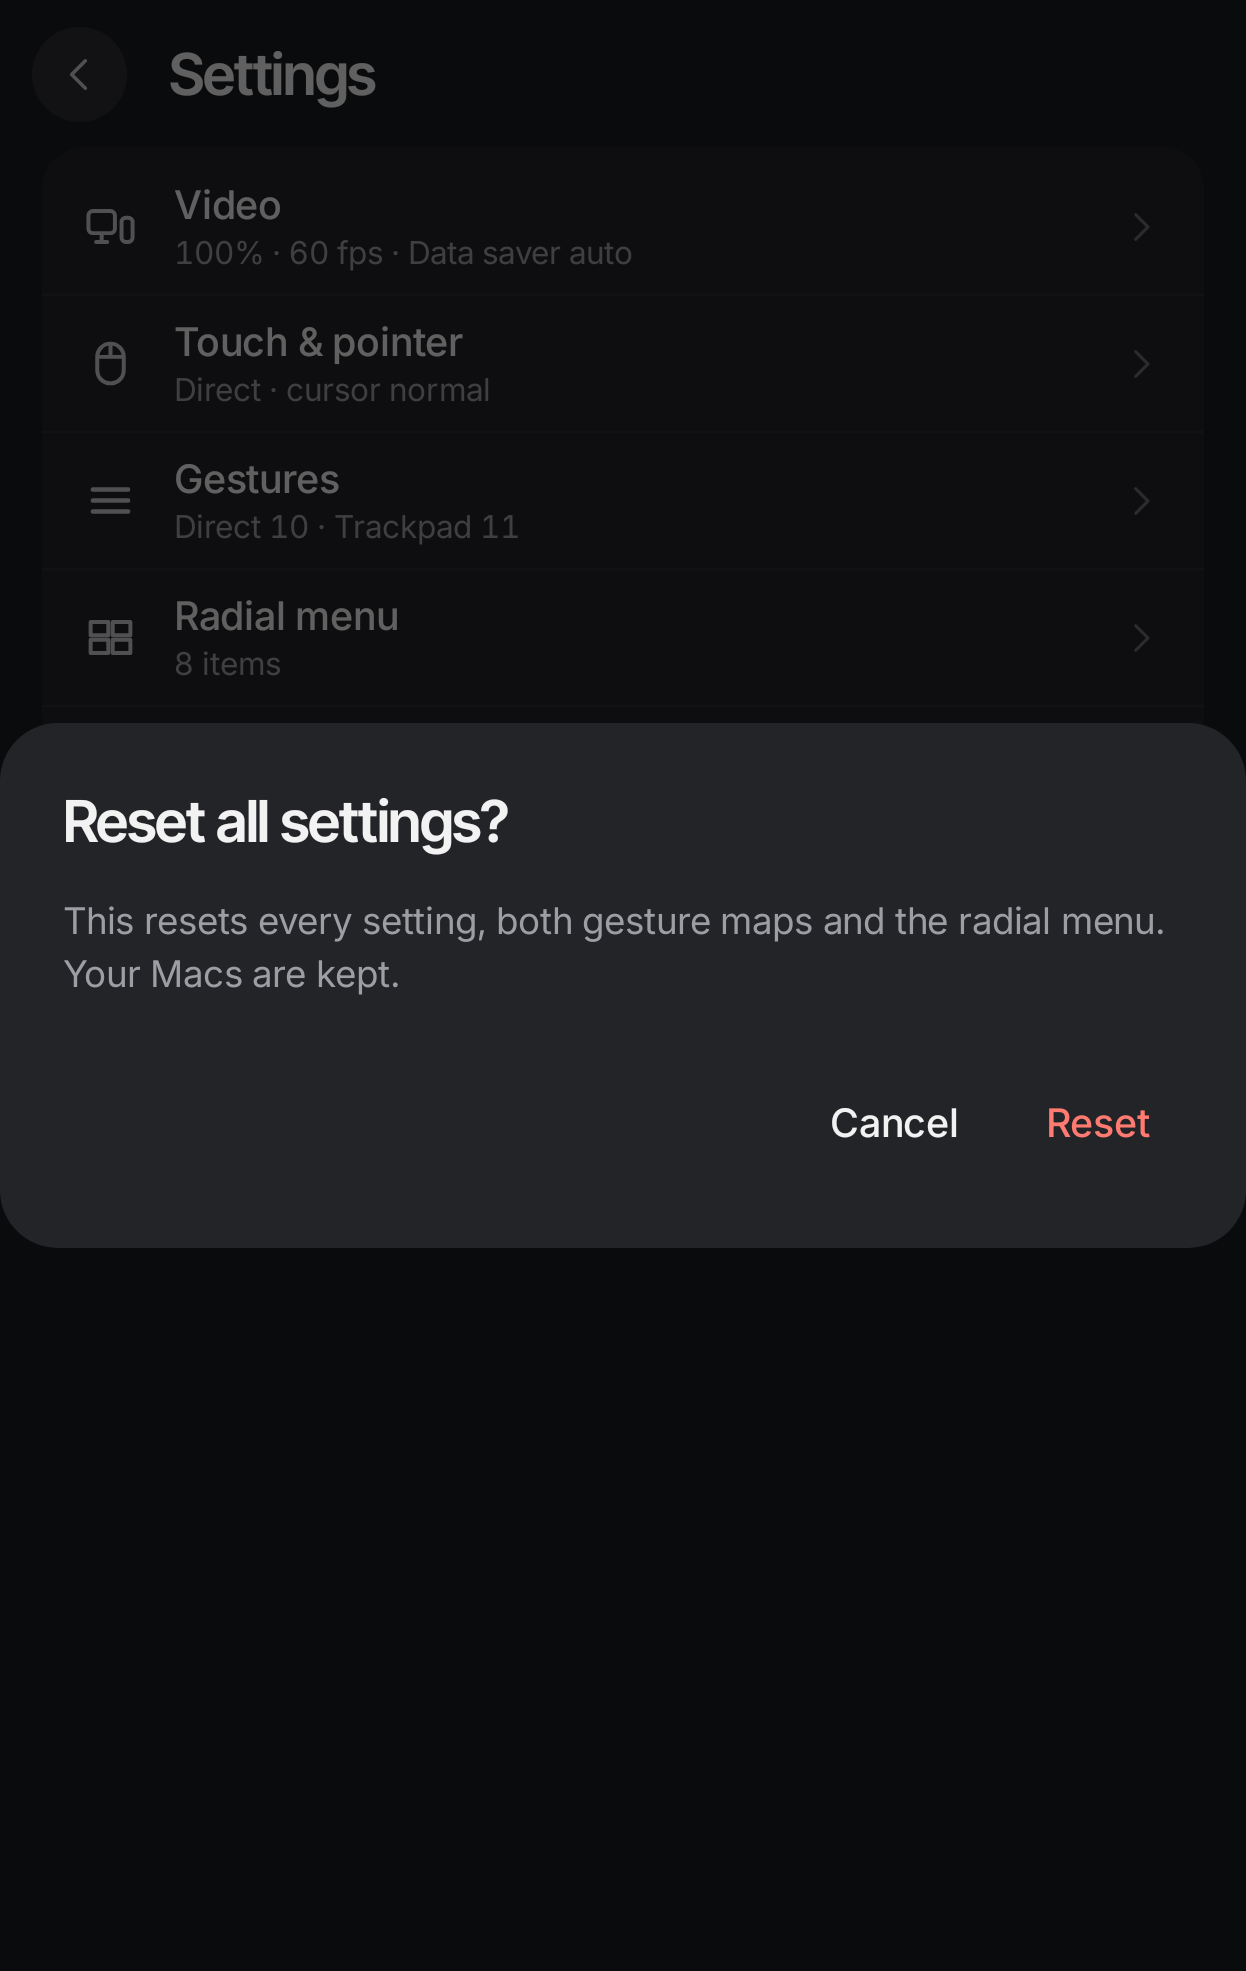 Settings
Video
100% · 60 fps · Data saver auto
Touch & pointer
Direct · cursor normal
Gestures
Direct 10 · Trackpad 11
Radial menu
8 items
Reset all settings?
This resets every setting, both gesture maps and the radial menu.
Your Macs are kept.
Cancel
Reset